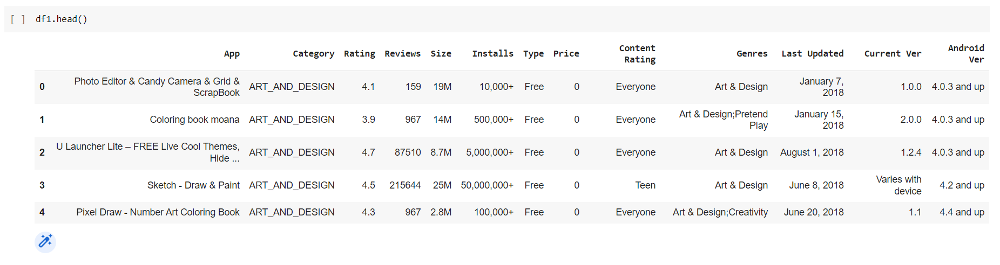 [ ] df1.head()
App Category Rating Reviews Size Installs Type Price Content Rating Genres Last Updated Current Ver Android Ver
0 Photo Editor & Candy Camera & Grid & ScrapBook ART_AND_DESIGN 4.1 159 19M 10,000+ Free 0 Everyone Art & Design January 7, 2018 1.0.0 4.0.3 and up
1 Coloring book moana ART_AND_DESIGN 3.9 967 14M 500,000+ Free 0 Everyone Art & Design;Pretend Play January 15, 2018 2.0.0 4.0.3 and up
2 U Launcher Lite – FREE Live Cool Themes, Hide ... ART_AND_DESIGN 4.7 87510 8.7M 5,000,000+ Free 0 Everyone Art & Design August 1, 2018 1.2.4 4.0.3 and up
3 Sketch - Draw & Paint ART_AND_DESIGN 4.5 215644 25M 50,000,000+ Free 0 Teen Art & Design June 8, 2018 Varies with device 4.2 and up
4 Pixel Draw - Number Art Coloring Book ART_AND_DESIGN 4.3 967 2.8M 100,000+ Free 0 Everyone Art & Design;Creativity June 20, 2018 1.1 4.4 and up